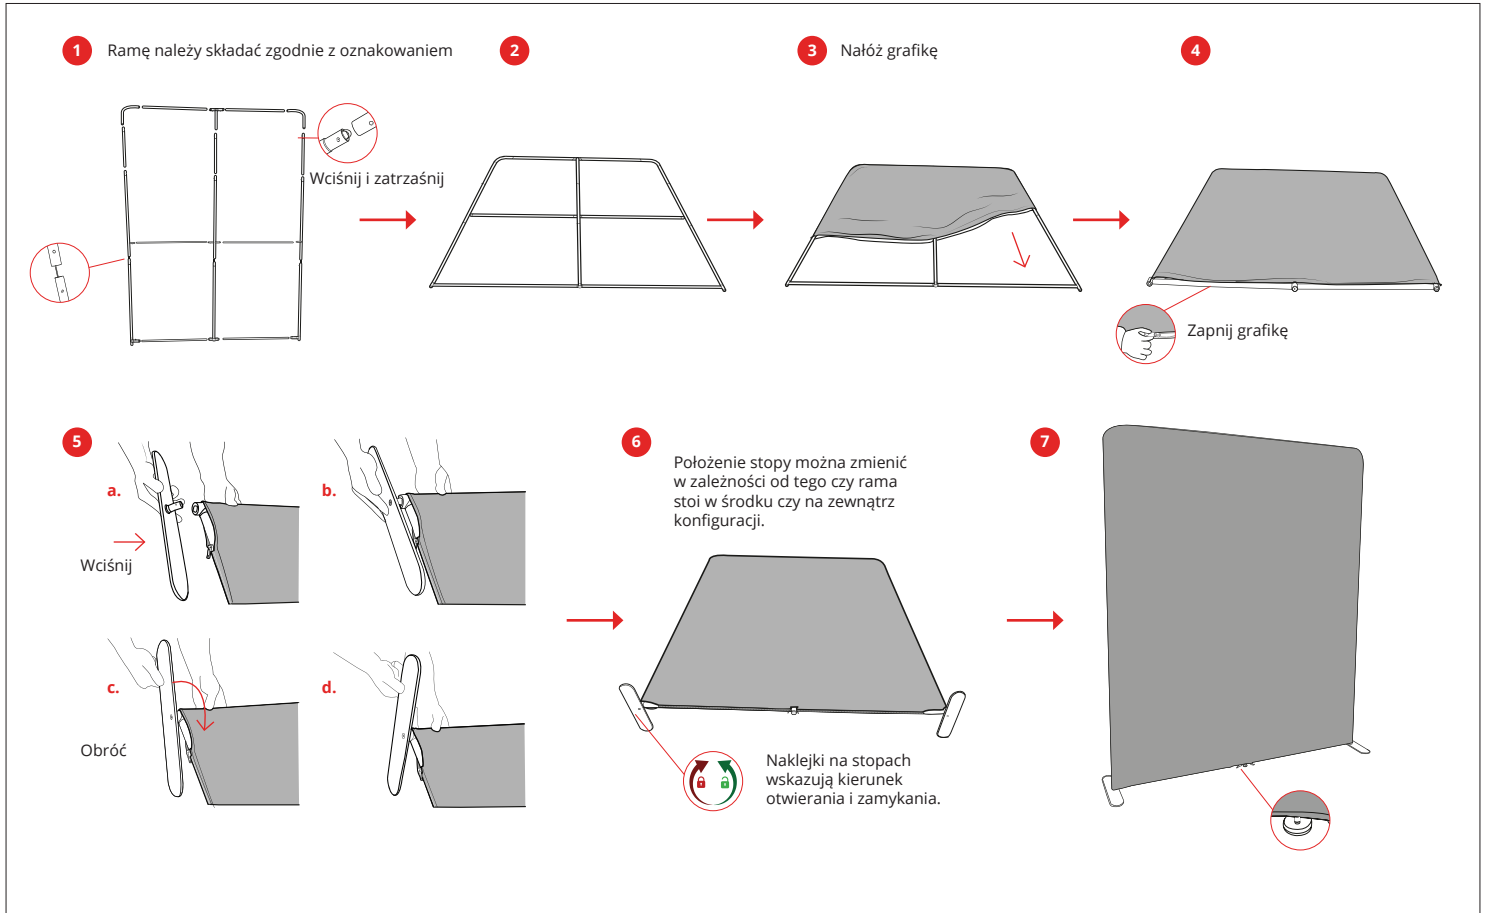 1 Ramę należy składać zgodnie z oznakowaniem
Wciśnij i zatrzaśnij
2
3 Nałóż grafikę
4
Zapnij grafikę
5
a.
Wciśnij
b.
c.
Obróć
d.
6
Położenie stopy można zmienić
w zależności od tego czy rama
stoi w środku czy na zewnątrz
konfiguracji.
Naklejki na stopach
wskazują kierunek
otwierania i zamykania.
7